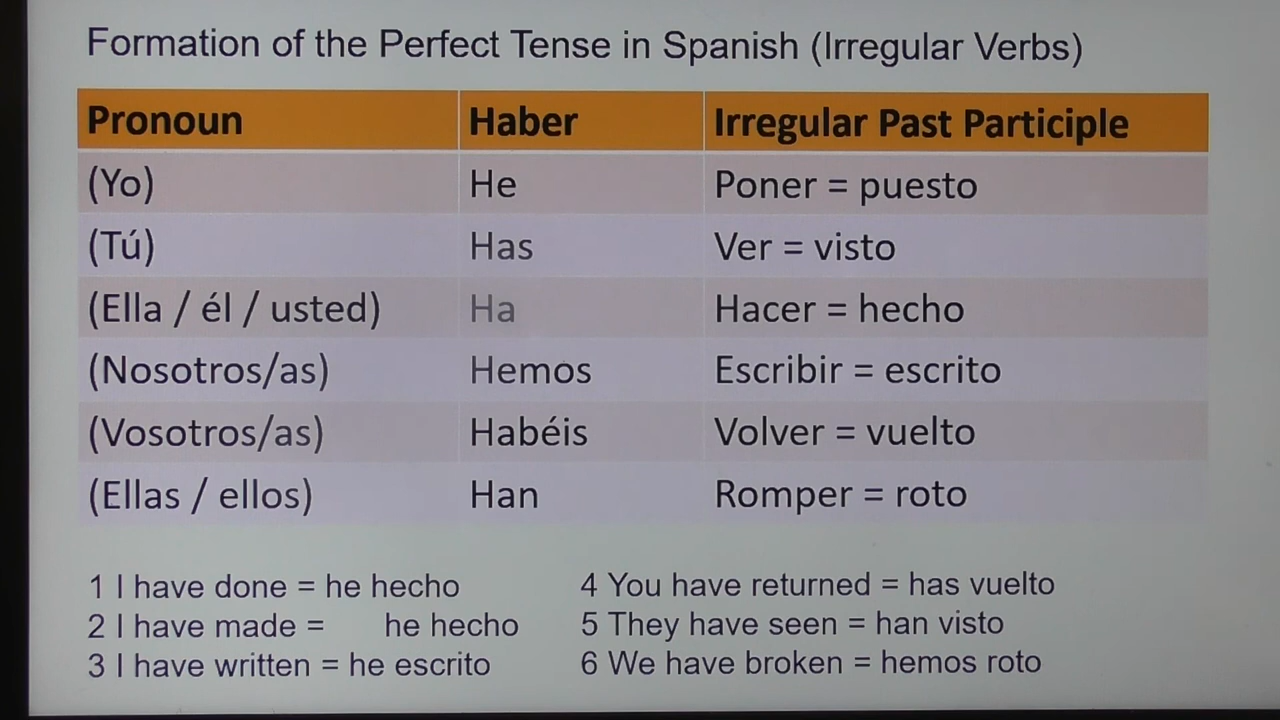 Formation of the Perfect Tense in Spanish (Irregular Verbs)
Pronoun Haber Irregular Past Participle
(Yo) He Poner = puesto
(Tú) Has Ver = visto
(Ella / él / usted) Ha Hacer = hecho
(Nosotros/as) Hemos Escribir = escrito
(Vosotros/as) Habéis Volver = vuelto
(Ellas / ellos) Han Romper = roto
1 I have done = he hecho
2 I have made = he hecho
3 I have written = he escrito
4 You have returned = has vuelto
5 They have seen = han visto
6 We have broken = hemos roto